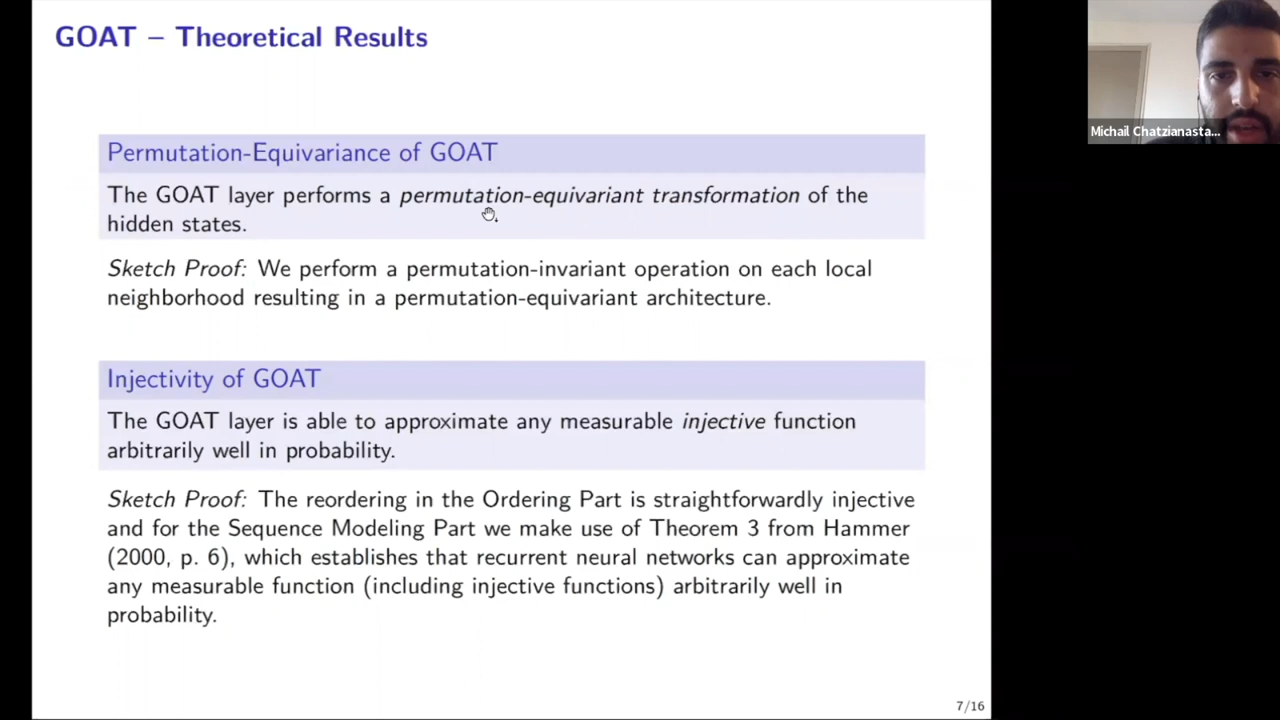 GOAT – Theoretical Results
Permutation-Equivariance of GOAT
The GOAT layer performs a permutation-equivariant transformation of the
hidden states.
Sketch Proof: We perform a permutation-invariant operation on each local
neighborhood resulting in a permutation-equivariant architecture.
Injectivity of GOAT
The GOAT layer is able to approximate any measurable injective function
arbitrarily well in probability.
Sketch Proof: The reordering in the Ordering Part is straightforwardly injective
and for the Sequence Modeling Part we make use of Theorem 3 from Hammer
(2000, p. 6), which establishes that recurrent neural networks can approximate
any measurable function (including injective functions) arbitrarily well in
probability.
7/16
Michail Chatzianasta...